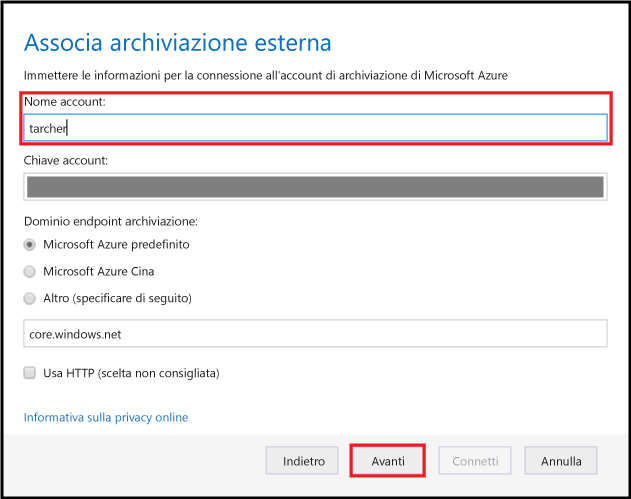 Associa archiviazione esterna
Immettere le informazioni per la connessione all'account di archiviazione di Microsoft Azure
Nome account:
tarcher
Chiave account:
Dominio endpoint archiviazione:
Microsoft Azure predefinito
Microsoft Azure Cina
Altro (specificare di seguito)
core.windows.net
Usa HTTP (scelta non consigliata)
Informativa sulla privacy online
Indietro Avanti Connetti Annulla